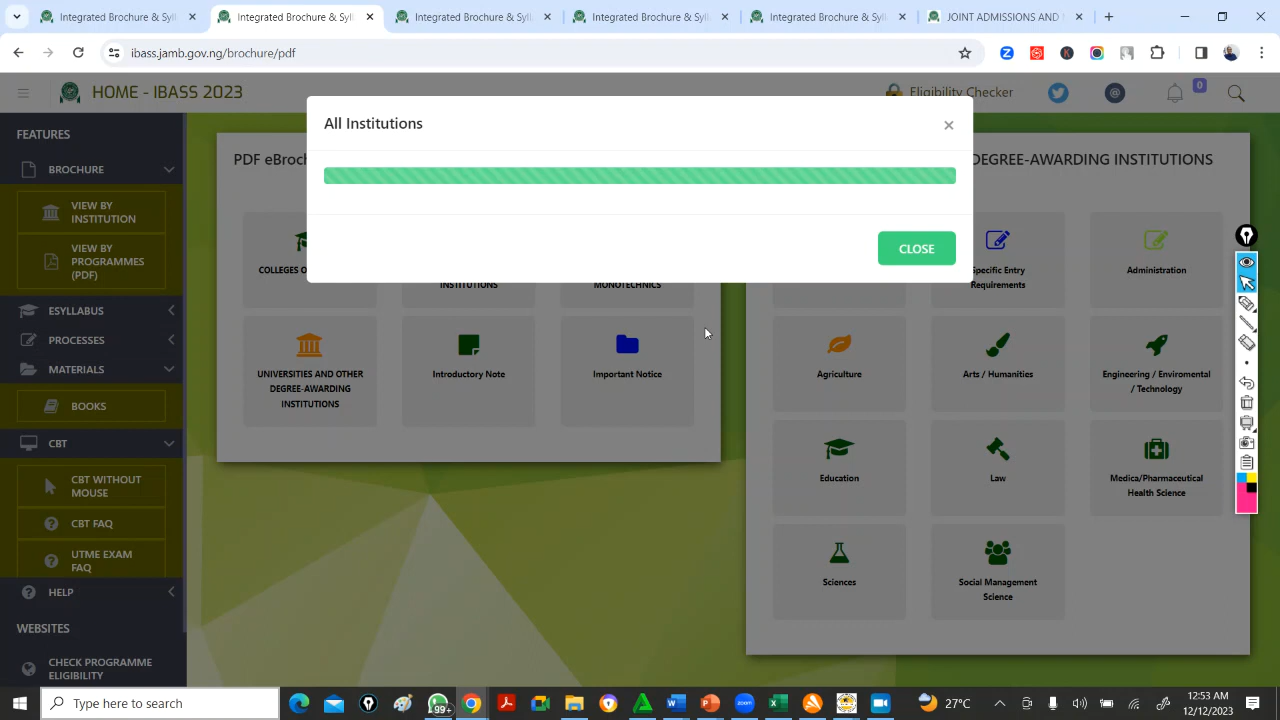 Integrated Brochure & Syl
Integrated Brochure & Syll
Integrated Brochure & Syll
Integrated Brochure & Syll
JOINT ADMISSIONS AND
ibass.jamb.gov.ng/brochure/pdf
HOME - IBASS 2023
Eligibility Checker
0
FEATURES
BROCHURE
VIEW BY
INSTITUTION
VIEW BY
PROGRAMMES
(PDF)
ESYLLABUS
PROCESSES
MATERIALS
BOOKS
CBT
CBT WITHOUT
MOUSE
CBT FAQ
UTME EXAM
FAQ
HELP
WEBSITES
CHECK PROGRAMME
ELIGIBILITY
All Institutions
×
CLOSE
PDF eBroch
COLLEGES O
INSTITUTIONS
MONOTECHNICS
UNIVERSITIES AND OTHER
DEGREE-AWARDING
INSTITUTIONS
Introductory Note
Important Notice
DEGREE-AWARDING INSTITUTIONS
Specific Entry
Requirements
Administration
Agriculture
Arts / Humanities
Engineering / Enviromental
/ Technology
Education
Law
Medica/Pharmaceutical
Health Science
Sciences
Social Management
Science
Type here to search
99+
zoom
27°C
12:53 AM
12/12/2023